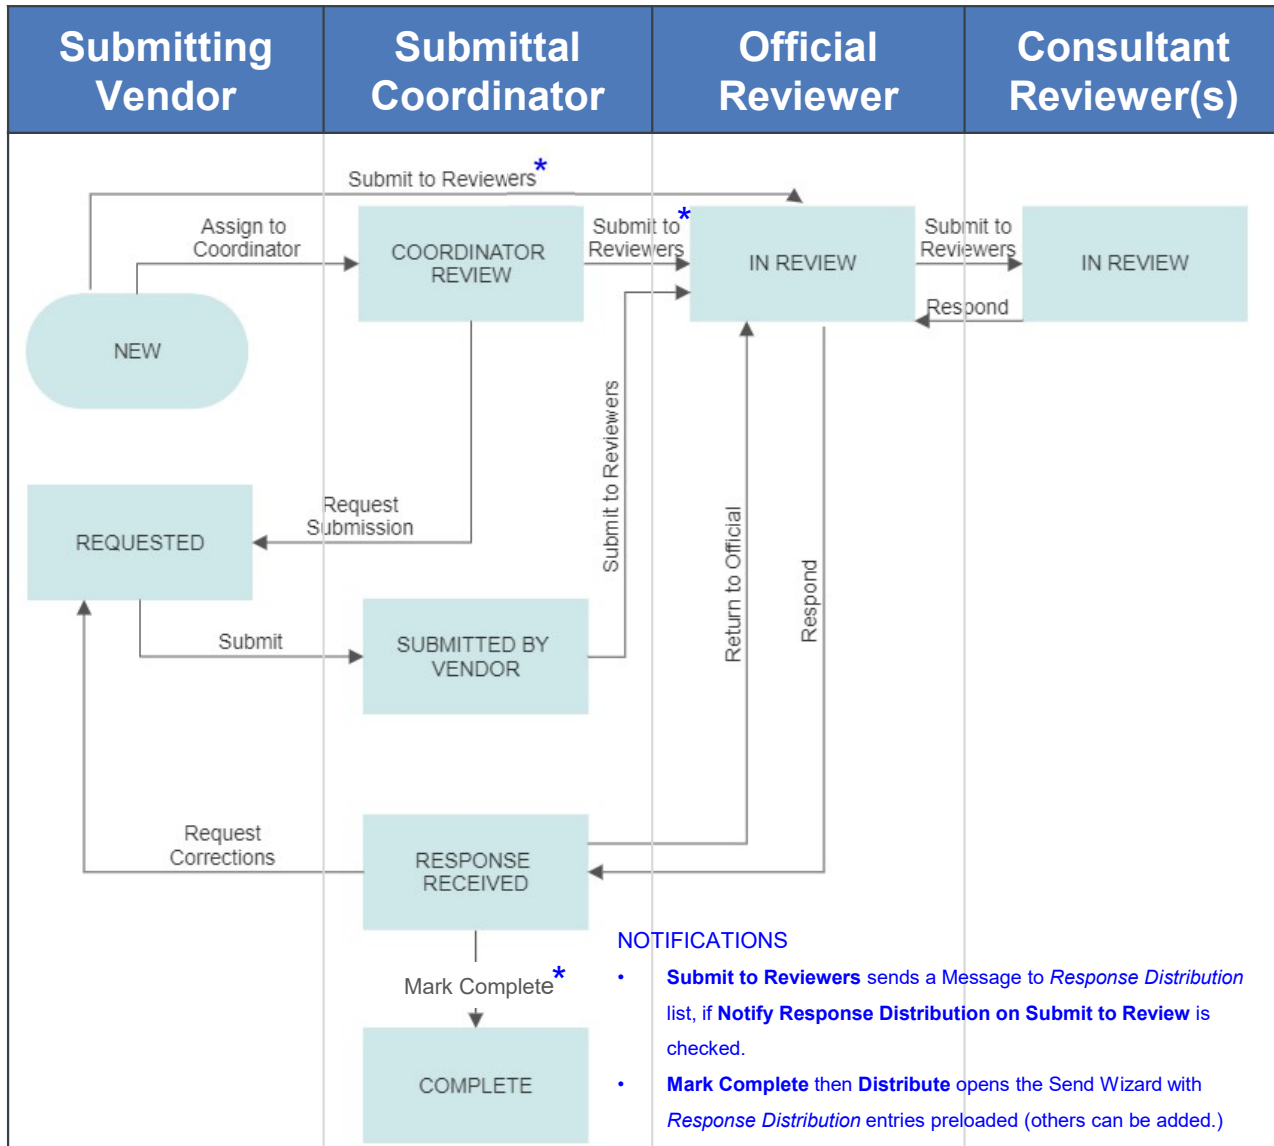 Submitting
Vendor
Submittal
Coordinator
Official
Reviewer
Consultant
Reviewer(s)
Submit to Reviewers*
Assign to
Coordinator
COORDINATOR
REVIEW
Submit to*
Reviewers
IN REVIEW
Submit to
Reviewers
IN REVIEW
Respond
NEW
Request
Submission
REQUESTED
Submit
SUBMITTED BY
VENDOR
Submit to Reviewers
Return to Official
Respond
Request
Corrections
RESPONSE
RECEIVED
Mark Complete*
COMPLETE
NOTIFICATIONS
• Submit to Reviewers sends a Message to Response Distribution
list, if Notify Response Distribution on Submit to Review is
checked.
• Mark Complete then Distribute opens the Send Wizard with
Response Distribution entries preloaded (others can be added.)